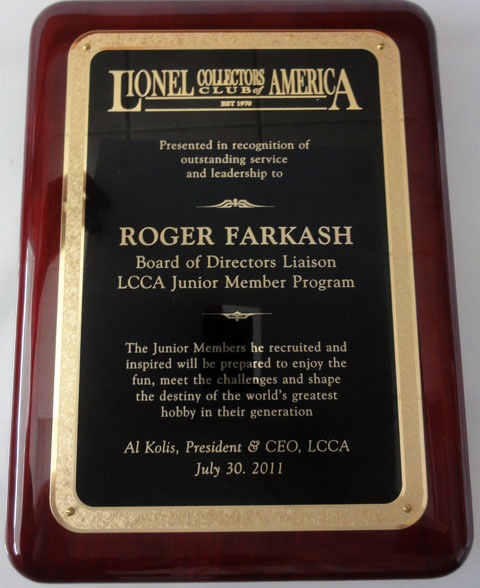 LIONEL COLLECTORS CLUB of AMERICA
EST 1970
Presented in recognition of
outstanding service
and leadership to
ROGER FARKASH
Board of Directors Liaison
LCCA Junior Member Program
The Junior Members he recruited and
inspired will be prepared to enjoy the
fun, meet the challenges and shape
the destiny of the world's greatest
hobby in their generation
Al Kolis, President & CEO, LCCA
July 30. 2011